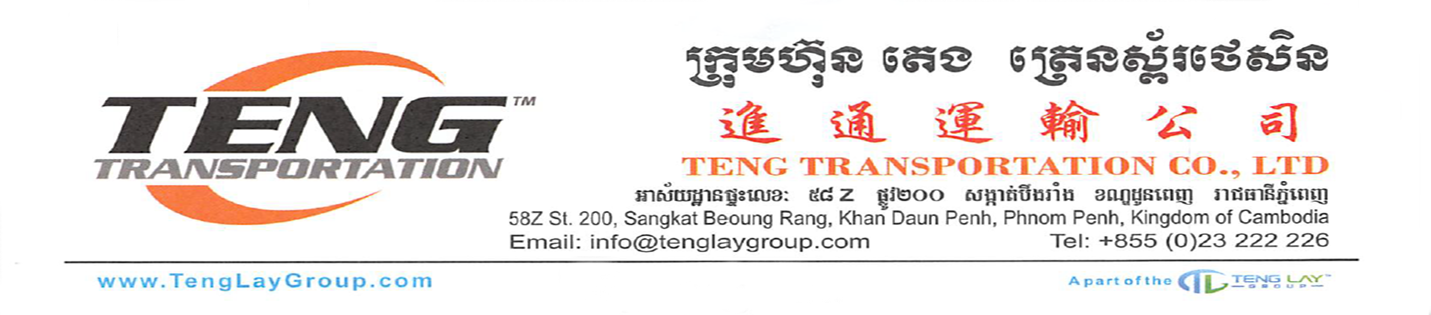 TENG™
TRANSPORTATION
ក្រុមហ៊ុន តេង ត្រេនស្ព័រថេសិន
進通運輸公司
TENG TRANSPORTATION CO., LTD
អាស័យដ្ឋានផ្ទះលេខ: ៥៨ Z ផ្លូវ២០០ សង្កាត់បឹងរាំង ខណ្ឌដូនពេញ រាជធានីភ្នំពេញ
58Z St. 200, Sangkat Beoung Rang, Khan Daun Penh, Phnom Penh, Kingdom of Cambodia
Email: info@tenglaygroup.com Tel: +855 (0)23 222 226
www.TengLayGroup.com
A part of the TL TENG LAY™
GROUP